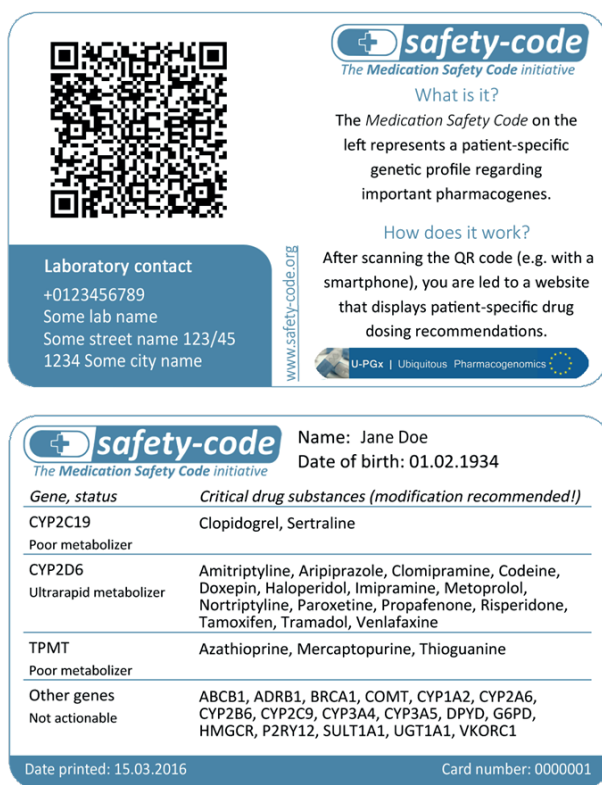 safety-code
The Medication Safety Code initiative
What is it?
The Medication Safety Code on the
left represents a patient-specific
genetic profile regarding
important pharmacogenes.
How does it work?
After scanning the QR code (e.g. with a
smartphone), you are led to a website
that displays patient-specific drug
dosing recommendations.
U-PGx | Ubiquitous Pharmacogenomics
Laboratory contact
+0123456789
Some lab name
Some street name 123/45
1234 Some city name
www.safety-code.org
safety-code
The Medication Safety Code initiative
Name: Jane Doe
Date of birth: 01.02.1934
Gene, status Critical drug substances (modification recommended!)
CYP2C19 Clopidogrel, Sertraline
Poor metabolizer
CYP2D6 Amitriptyline, Aripiprazole, Clomipramine, Codeine,
Ultrarapid metabolizer Doxepin, Haloperidol, Imipramine, Metoprolol,
Nortriptyline, Paroxetine, Propafenone, Risperidone,
Tamoxifen, Tramadol, Venlafaxine
TPMT Azathioprine, Mercaptopurine, Thioguanine
Poor metabolizer
Other genes ABCB1, ADRB1, BRCA1, COMT, CYP1A2, CYP2A6,
Not actionable CYP2B6, CYP2C9, CYP3A4, CYP3A5, DPYD, G6PD,
HMGCR, P2RY12, SULT1A1, UGT1A1, VKORC1
Date printed: 15.03.2016 Card number: 0000001